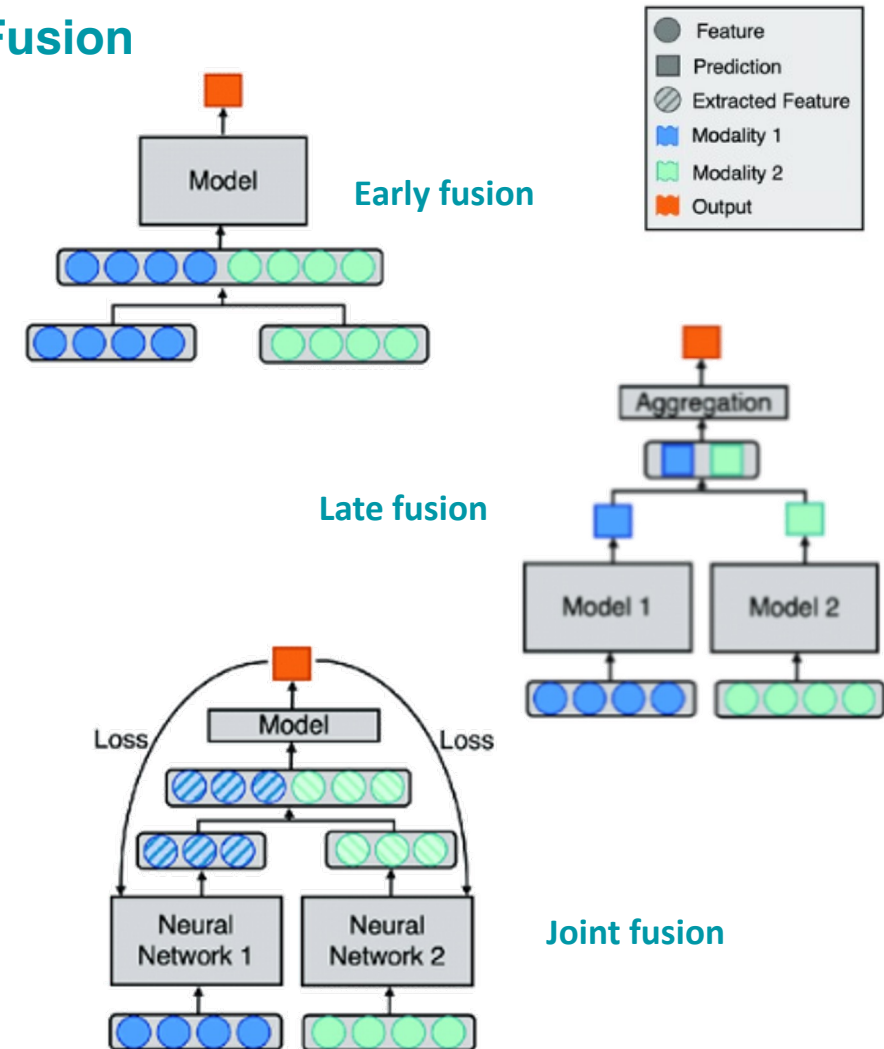 Fusion
Feature
Prediction
Extracted Feature
Modality 1
Modality 2
Output
Model
Early fusion
Aggregation
Late fusion
Model 1
Model 2
Loss
Model
Loss
Neural
Network 1
Neural
Network 2
Joint fusion